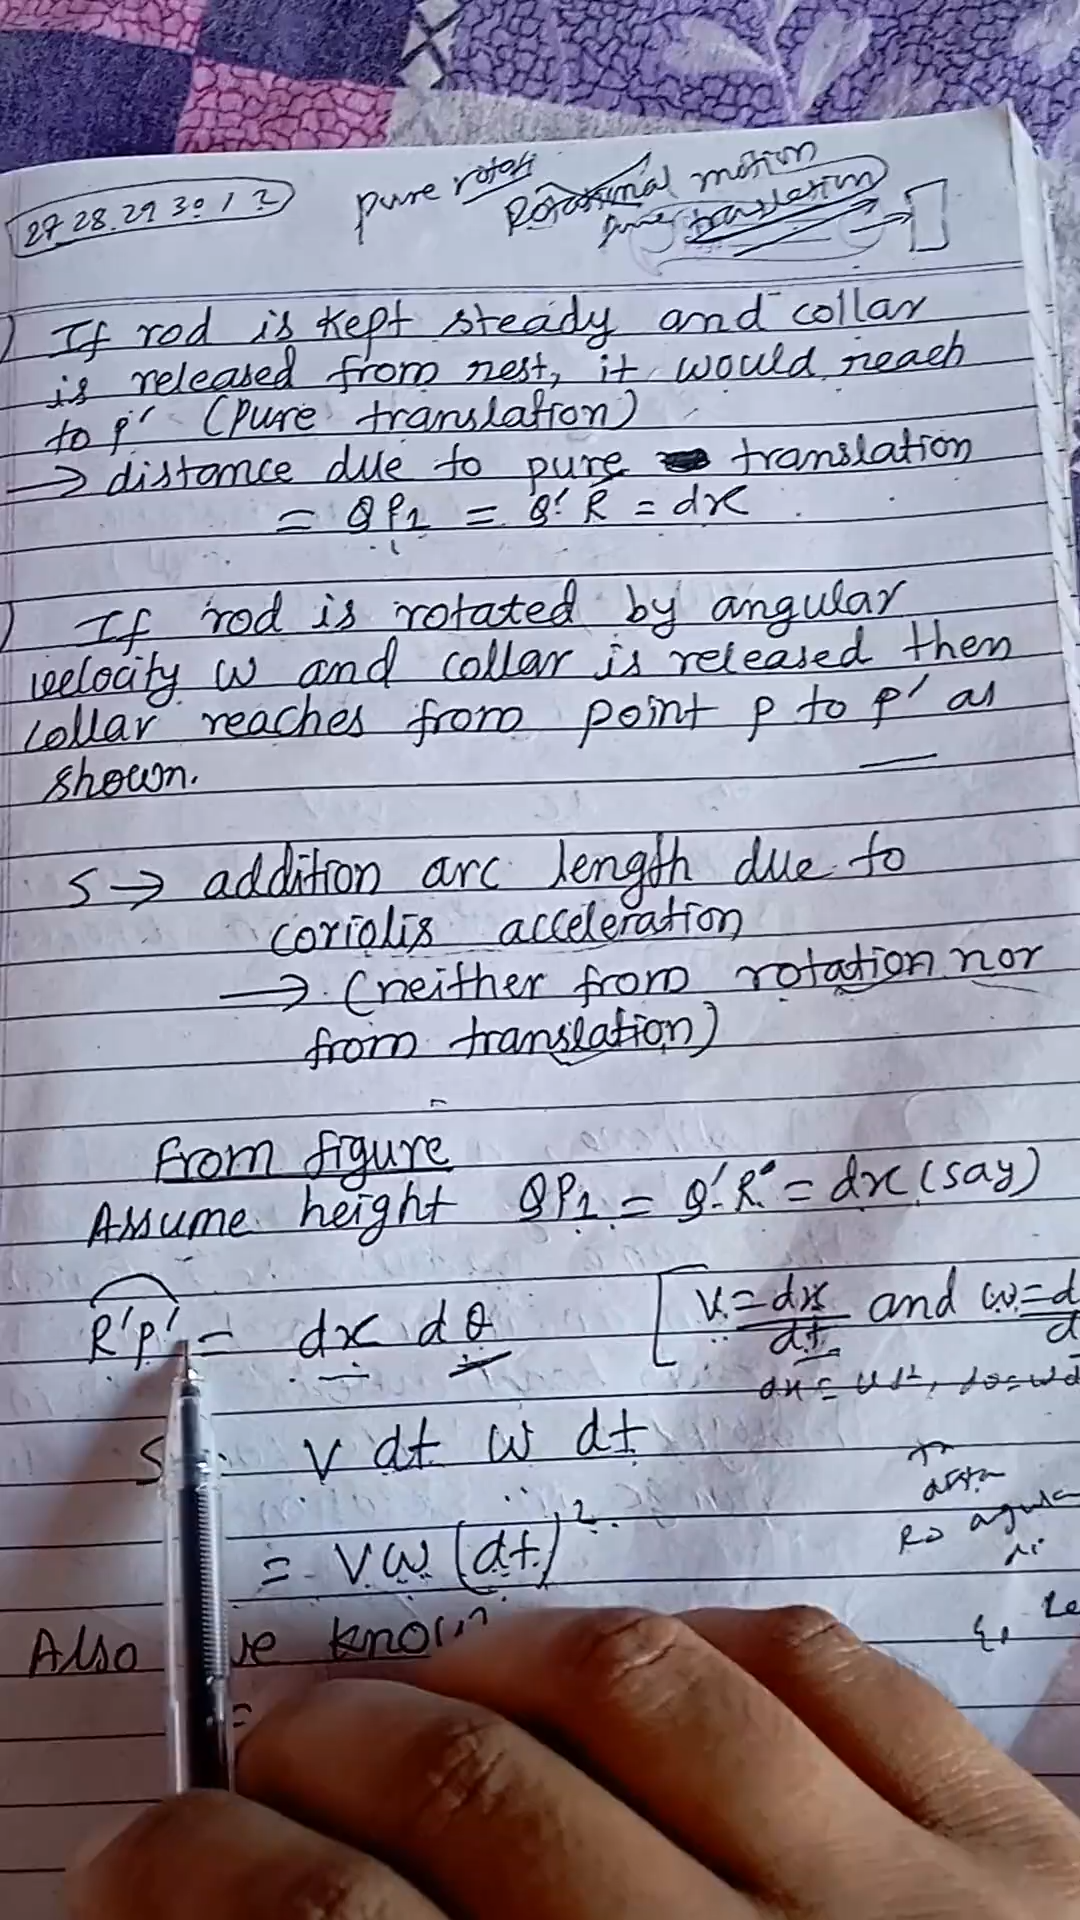 27 28 29 30 1 2
pure
Rotational motion
pure translation
If rod is kept steady and collar
is released from rest, it would reach
to p' (Pure translation)
→ distance due to pure translation
= QP1 = Q'R = dx
If rod is rotated by angular
velocity ω and collar is released then
collar reaches from point p to p' as
shown.
S → addition arc length due to
coriolis acceleration
→ (neither from rotation nor
from translation)
From figure
Assume height QP1 = Q'R' = dx (say)
R'p' = dx dθ [V = dx/dt and ω = d
S V dt ω dt
= Vω (dt)²
Also know
=